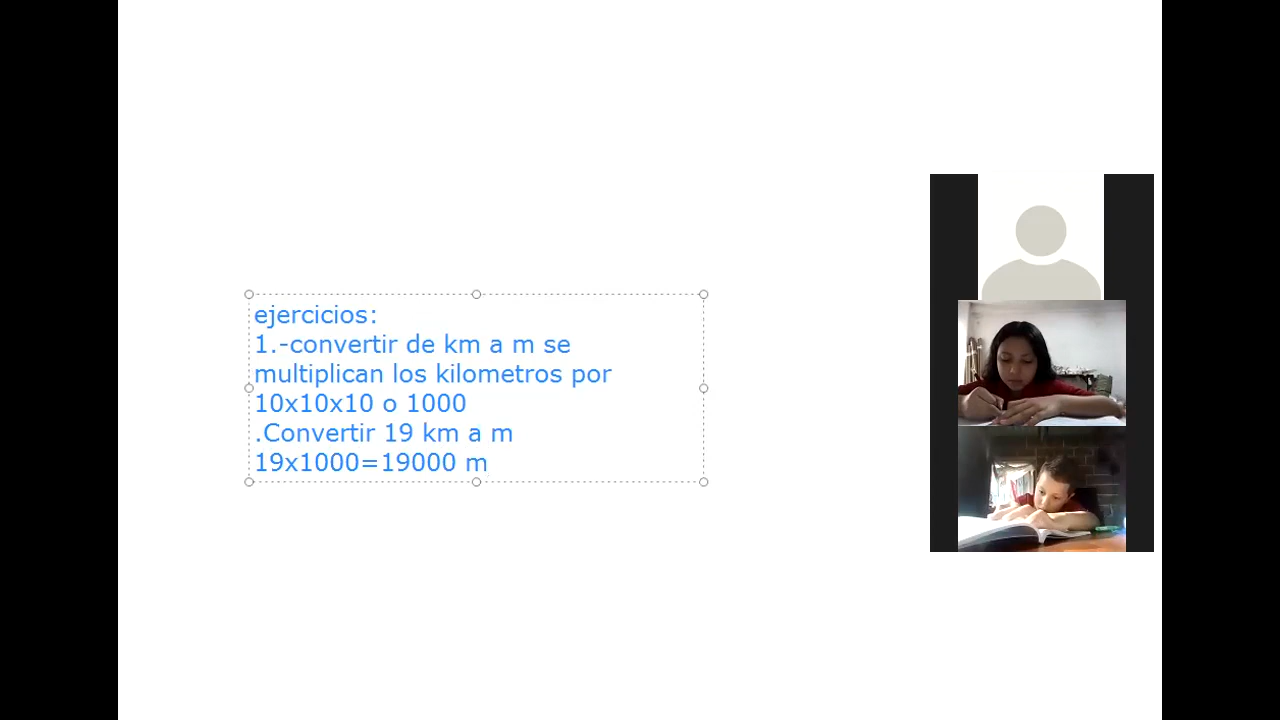 ejercicios:
1.-convertir de km a m se
multiplican los kilometros por
10x10x10 o 1000
.Convertir 19 km a m
19x1000=19000 m